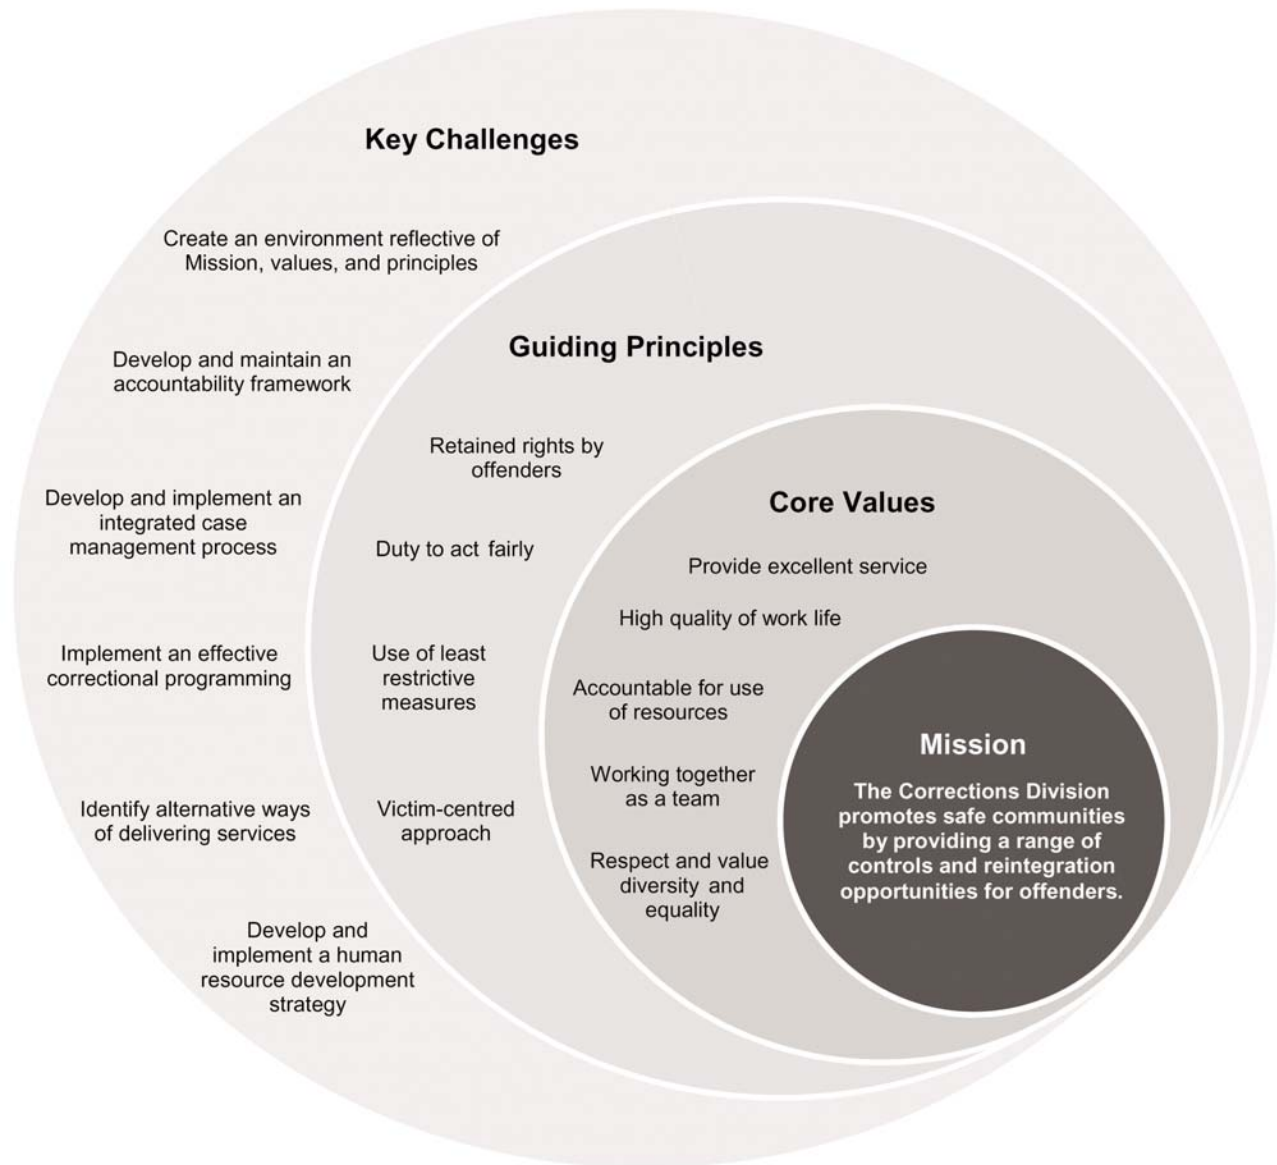 Key Challenges
Create an environment reflective of
Mission, values, and principles
Develop and maintain an
accountability framework
Develop and implement an
integrated case
management process
Implement an effective
correctional programming
Identify alternative ways
of delivering services
Develop and
implement a human
resource development
strategy
Guiding Principles
Retained rights by
offenders
Duty to act fairly
Use of least
restrictive
measures
Victim-centred
approach
Core Values
Provide excellent service
High quality of work life
Accountable for use
of resources
Working together
as a team
Respect and value
diversity and
equality
Mission
The Corrections Division
promotes safe communities
by providing a range of
controls and reintegration
opportunities for offenders.